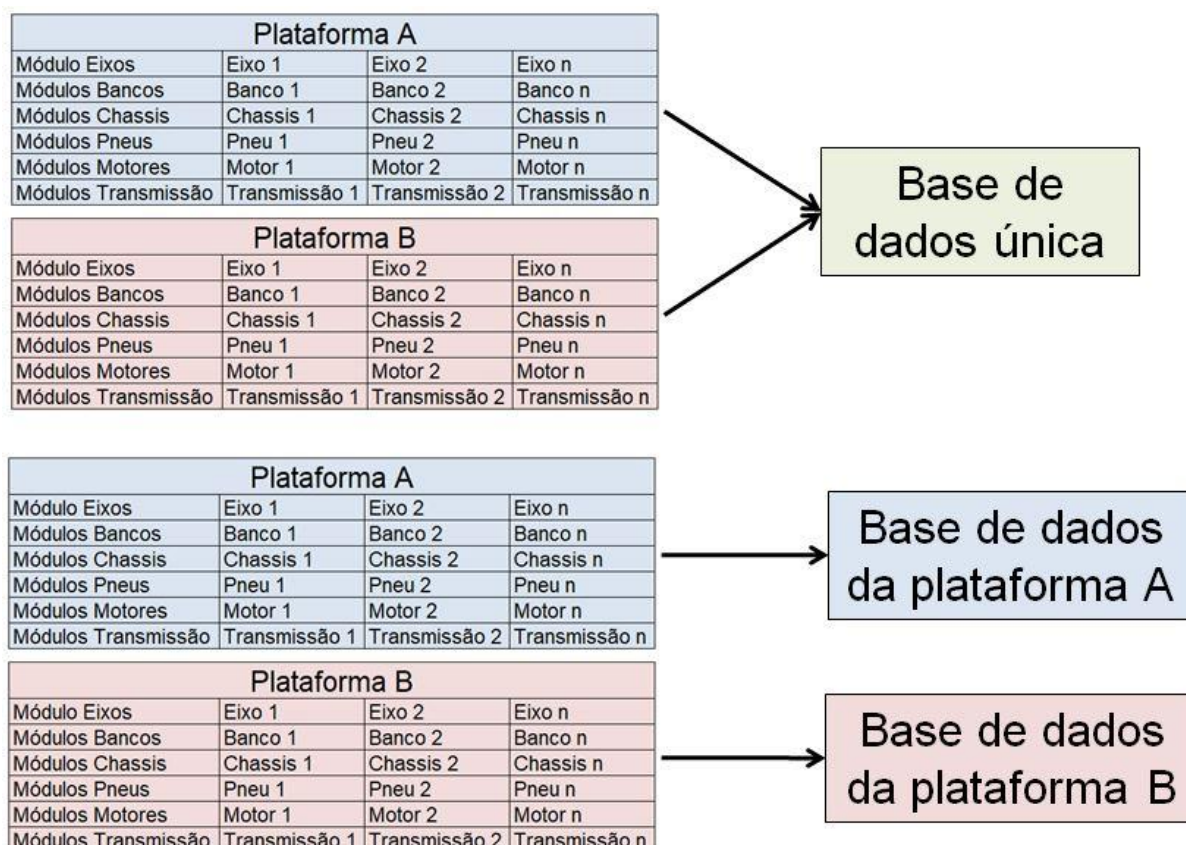 Plataforma A
Módulo Eixos Eixo 1 Eixo 2 Eixo n
Módulos Bancos Banco 1 Banco 2 Banco n
Módulos Chassis Chassis 1 Chassis 2 Chassis n
Módulos Pneus Pneu 1 Pneu 2 Pneu n
Módulos Motores Motor 1 Motor 2 Motor n
Módulos Transmissão Transmissão 1 Transmissão 2 Transmissão n
Plataforma B
Módulo Eixos Eixo 1 Eixo 2 Eixo n
Módulos Bancos Banco 1 Banco 2 Banco n
Módulos Chassis Chassis 1 Chassis 2 Chassis n
Módulos Pneus Pneu 1 Pneu 2 Pneu n
Módulos Motores Motor 1 Motor 2 Motor n
Módulos Transmissão Transmissão 1 Transmissão 2 Transmissão n
Base de
dados única
Plataforma A
Módulo Eixos Eixo 1 Eixo 2 Eixo n
Módulos Bancos Banco 1 Banco 2 Banco n
Módulos Chassis Chassis 1 Chassis 2 Chassis n
Módulos Pneus Pneu 1 Pneu 2 Pneu n
Módulos Motores Motor 1 Motor 2 Motor n
Módulos Transmissão Transmissão 1 Transmissão 2 Transmissão n
Base de dados
da plataforma A
Plataforma B
Módulo Eixos Eixo 1 Eixo 2 Eixo n
Módulos Bancos Banco 1 Banco 2 Banco n
Módulos Chassis Chassis 1 Chassis 2 Chassis n
Módulos Pneus Pneu 1 Pneu 2 Pneu n
Módulos Motores Motor 1 Motor 2 Motor n
Módulos Transmissão Transmissão 1 Transmissão 2 Transmissão n
Base de dados
da plataforma B